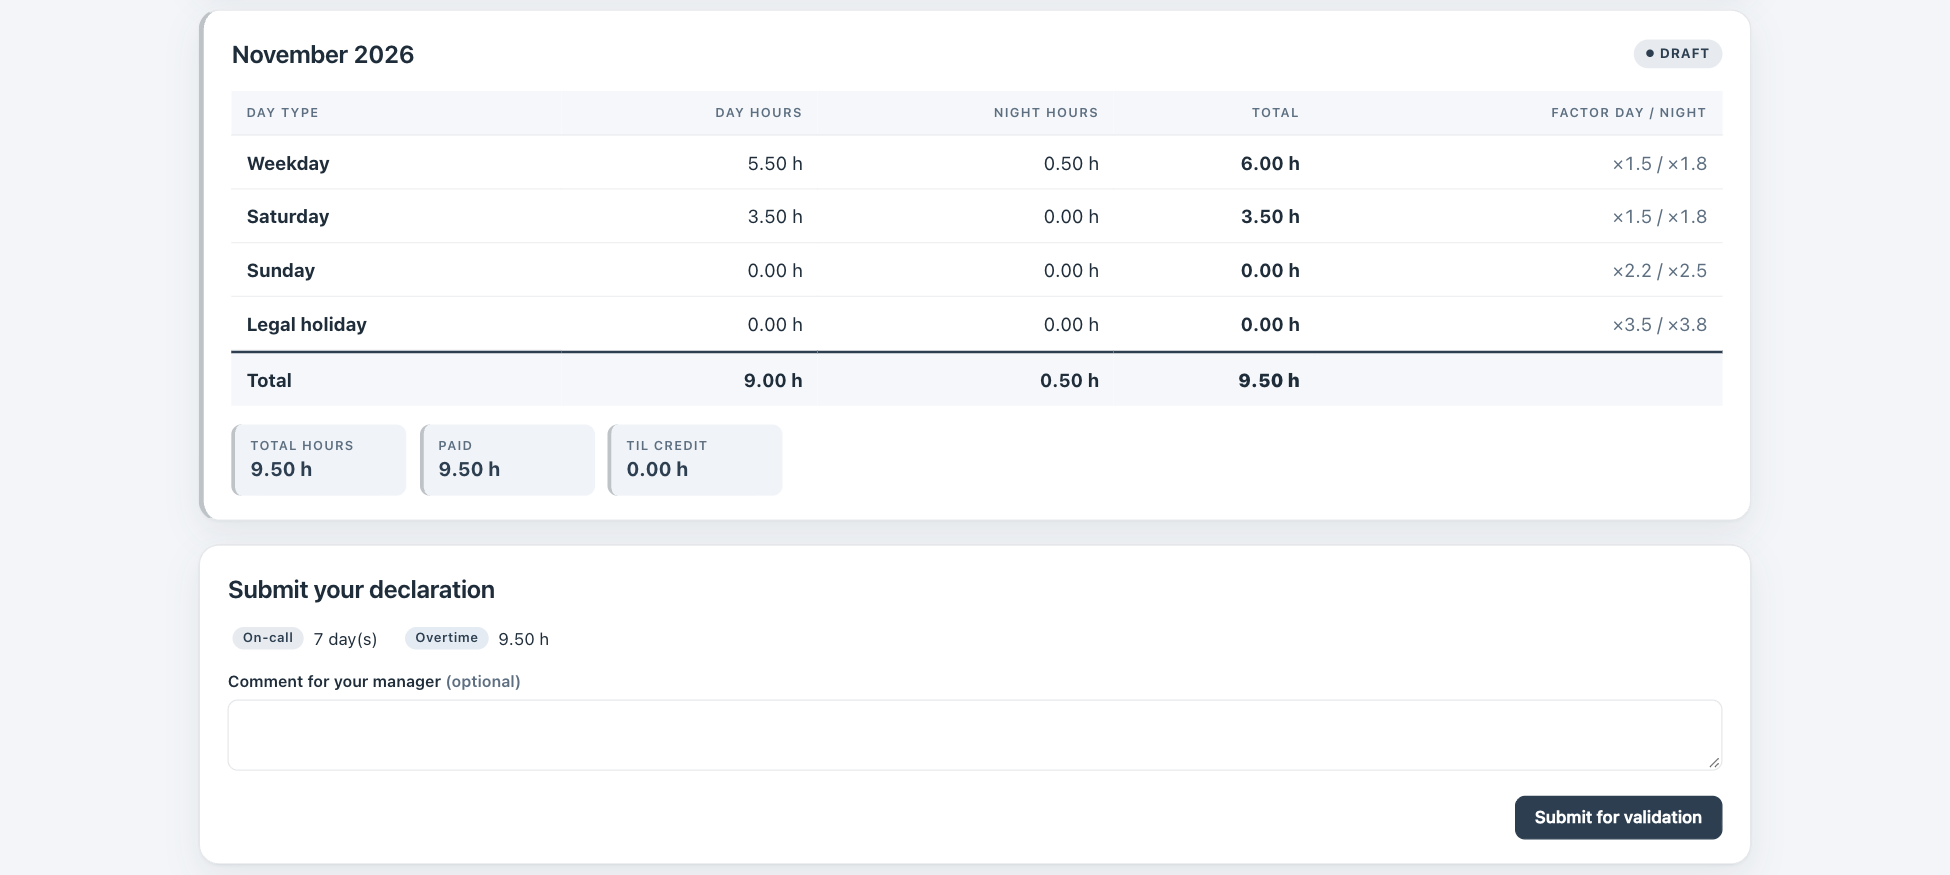 November 2026
DRAFT
DAY TYPE DAY HOURS NIGHT HOURS TOTAL FACTOR DAY / NIGHT
Weekday 5.50 h 0.50 h 6.00 h ×1.5 / ×1.8
Saturday 3.50 h 0.00 h 3.50 h ×1.5 / ×1.8
Sunday 0.00 h 0.00 h 0.00 h ×2.2 / ×2.5
Legal holiday 0.00 h 0.00 h 0.00 h ×3.5 / ×3.8
Total 9.00 h 0.50 h 9.50 h
TOTAL HOURS PAID TIL CREDIT
9.50 h 9.50 h 0.00 h
Submit your declaration
On-call 7 day(s) Overtime 9.50 h
Comment for your manager (optional)
Submit for validation